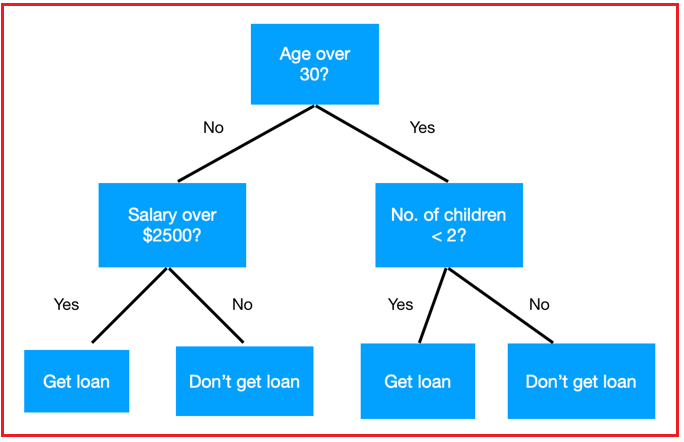 Age over
30?
No
Yes
Salary over
$2500?
No. of children
< 2?
Yes
No
Yes
No
Get loan
Don’t get loan
Get loan
Don’t get loan